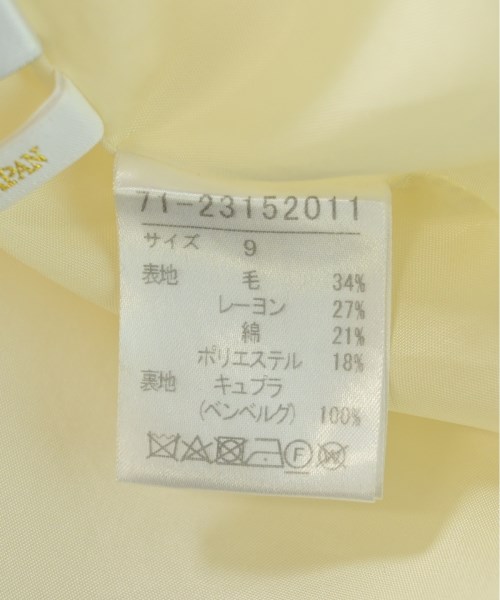 PAN
71-23152011
サイズ 9
表地 毛 34%
レーヨン 27%
綿 21%
ポリエステル 18%
裏地 キュプラ
(ベンベルグ) 100%
F W